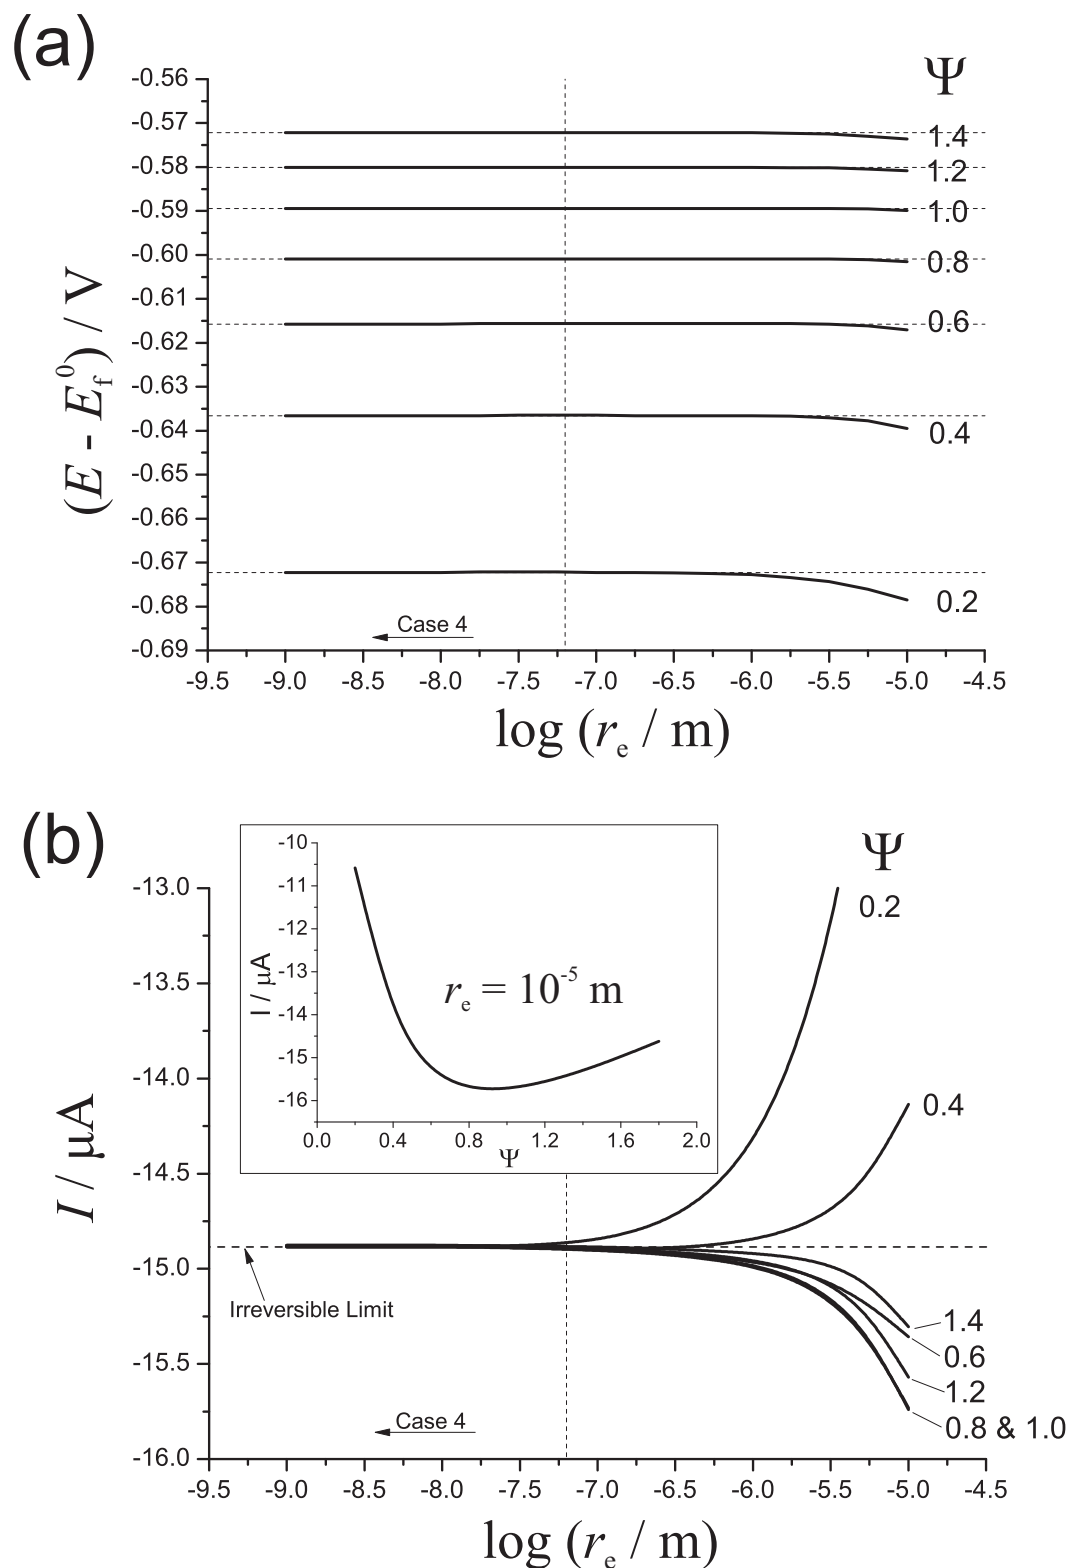 (a)
Ψ
-0.56
-0.57
-0.58
-0.59
-0.60
-0.61
-0.62
-0.63
-0.64
-0.65
-0.66
-0.67
-0.68
-0.69
(E - E_f^0) / V
1.4
1.2
1.0
0.8
0.6
0.4
0.2
Case 4
-9.5 -9.0 -8.5 -8.0 -7.5 -7.0 -6.5 -6.0 -5.5 -5.0 -4.5
log (r_e / m)
(b)
Ψ
-13.0
-13.5
-14.0
-14.5
-15.0
-15.5
-16.0
I / μA
-10
-11
-12
-13
-14
-15
-16
I / μA
r_e = 10^-5 m
0.0 0.4 0.8 1.2 1.6 2.0
Ψ
0.2
0.4
Irreversible Limit
1.4
0.6
1.2
0.8 & 1.0
Case 4
-9.5 -9.0 -8.5 -8.0 -7.5 -7.0 -6.5 -6.0 -5.5 -5.0 -4.5
log (r_e / m)